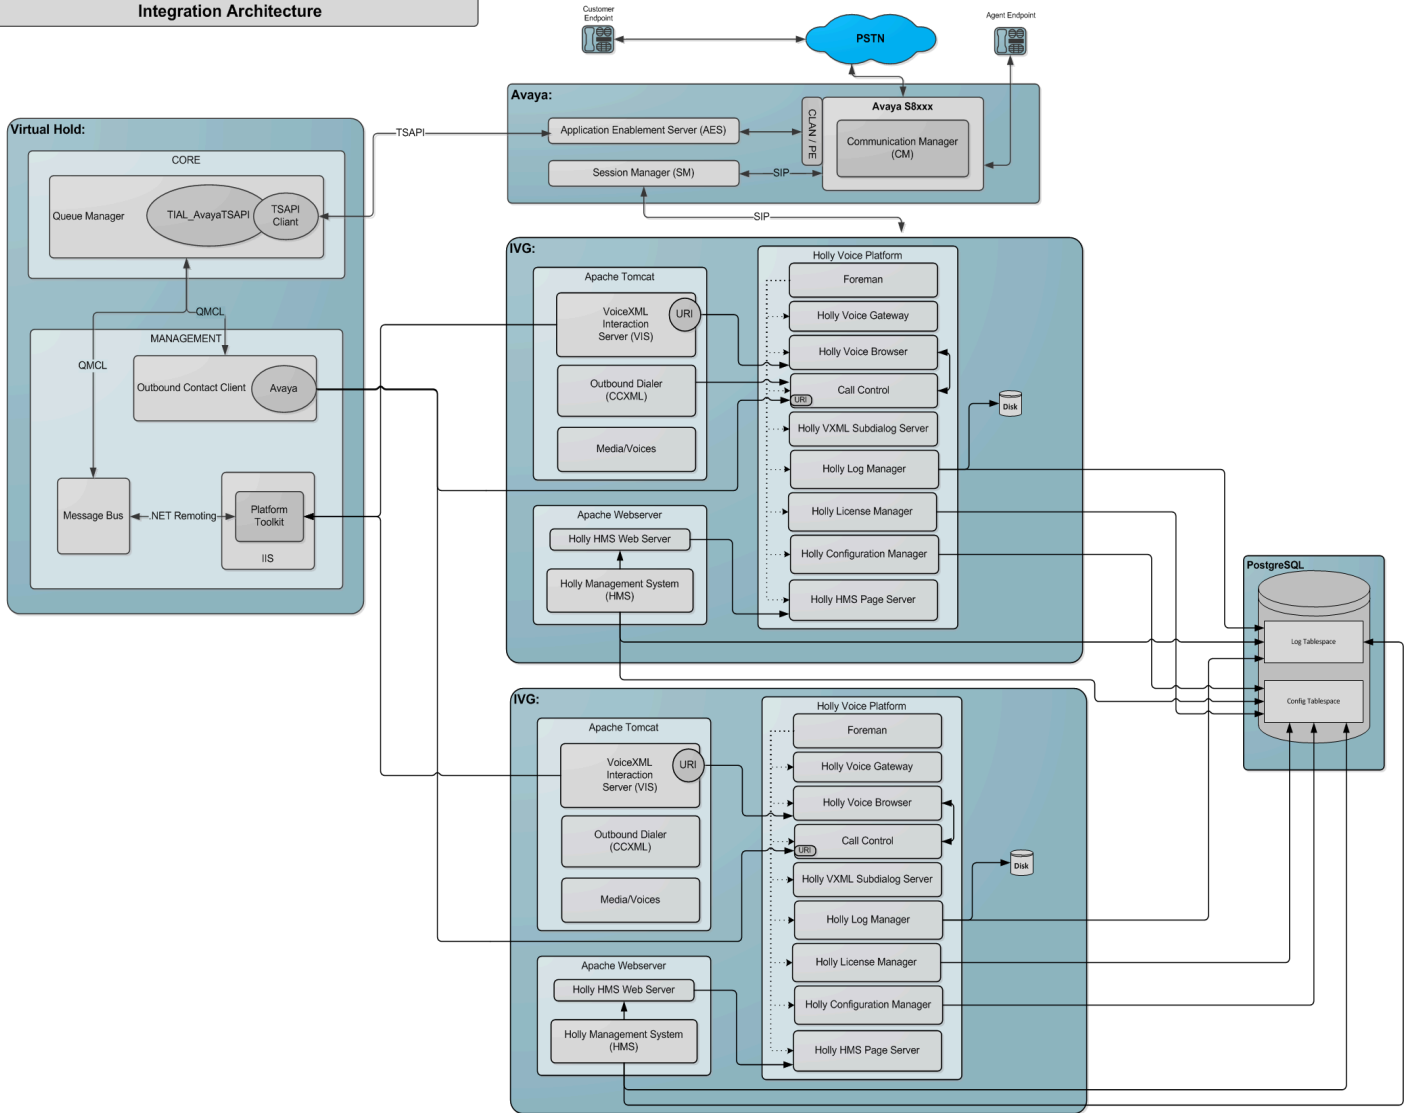 Integration Architecture
Customer
Endpoint
PSTN
Agent Endpoint
Avaya:
Application Enablement Server (AES)
Session Manager (SM)
CLAN / PE
SIP
Avaya S8xxx
Communication Manager
(CM)
TSAPI
SIP
Virtual Hold:
CORE
Queue Manager
TIAL_AvayaTSAPI
TSAPI
Client
QMCL
QMCL
MANAGEMENT
Outbound Contact Client
Avaya
Message Bus
.NET Remoting
Platform
Toolkit
IIS
IVG:
Apache Tomcat
VoiceXML
Interaction
Server (VIS)
URI
Outbound Dialer
(CCXML)
Media/Voices
Apache Webserver
Holly HMS Web Server
Holly Management System
(HMS)
Holly Voice Platform
Foreman
Holly Voice Gateway
Holly Voice Browser
Call Control
URI
Holly VXML Subdialog Server
Holly Log Manager
Holly License Manager
Holly Configuration Manager
Holly HMS Page Server
Disk
PostgreSQL
Log Tablespace
Config Tablespace
IVG:
Apache Tomcat
VoiceXML
Interaction
Server (VIS)
URI
Outbound Dialer
(CCXML)
Media/Voices
Apache Webserver
Holly HMS Web Server
Holly Management System
(HMS)
Holly Voice Platform
Foreman
Holly Voice Gateway
Holly Voice Browser
Call Control
URI
Holly VXML Subdialog Server
Holly Log Manager
Holly License Manager
Holly Configuration Manager
Holly HMS Page Server
Disk